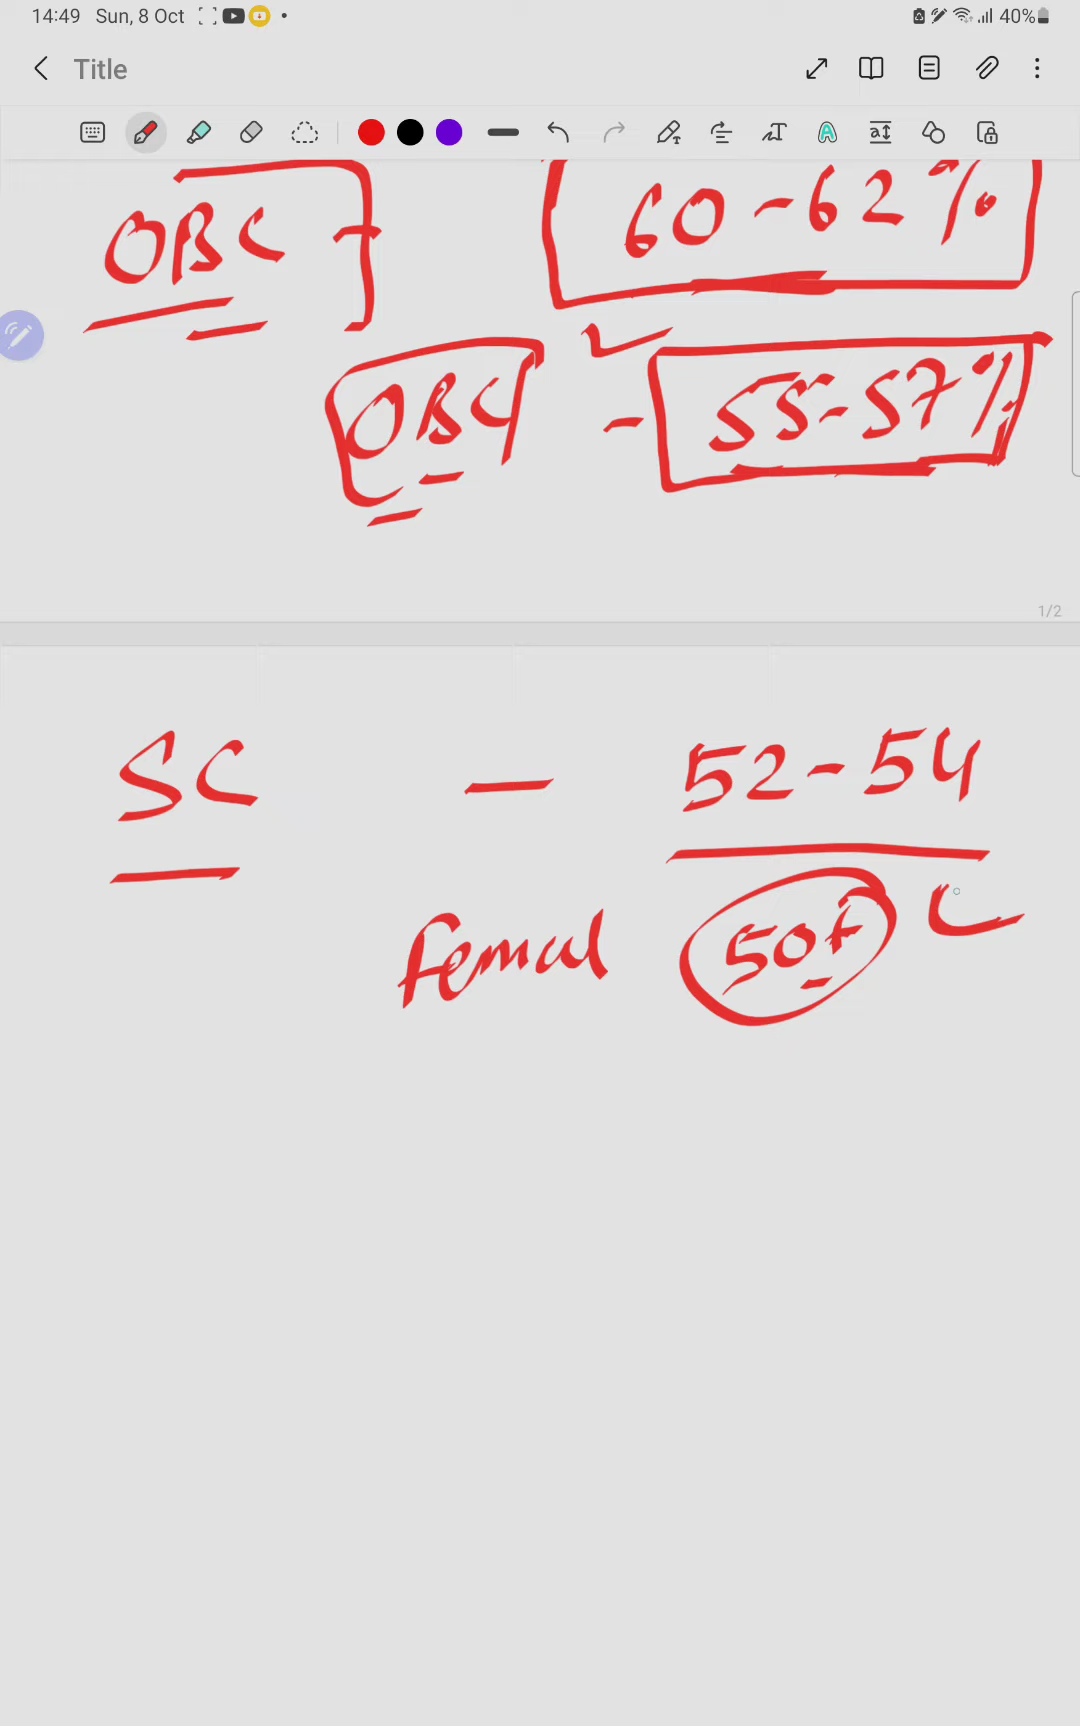 14:49 Sun, 8 Oct 40%
Title
OBC 60-62%
OBC - 55-57%
1/2
SC - 52-54
femal 50+